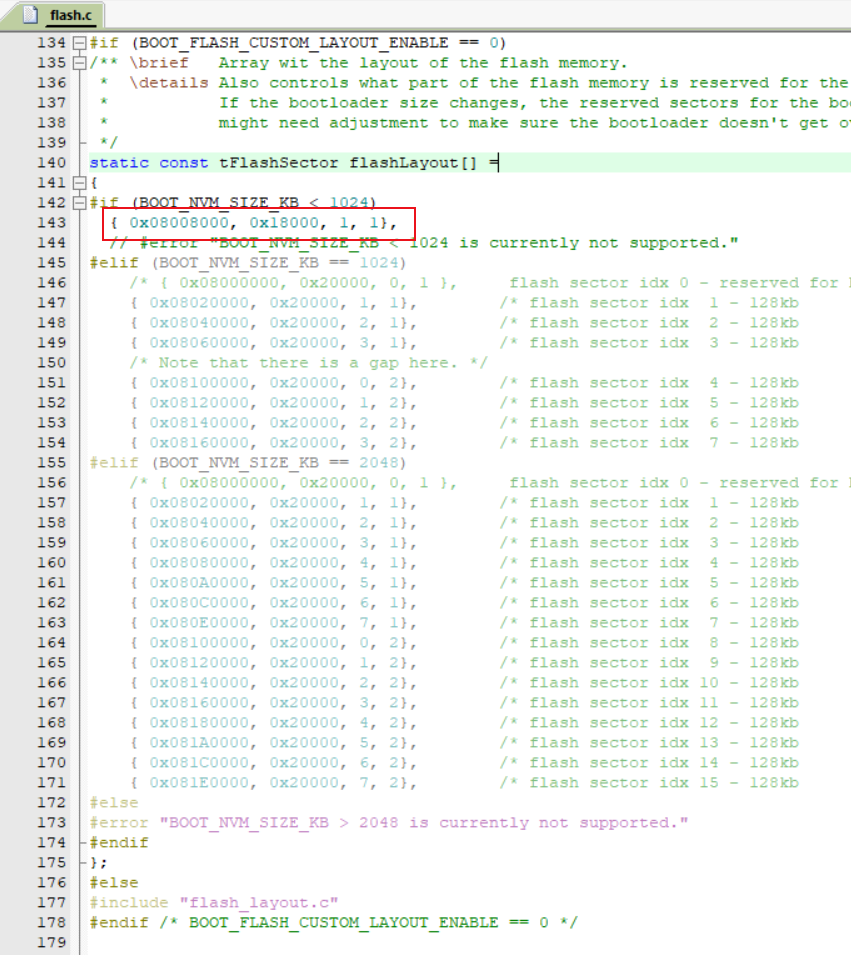 flash.c
134 #if (BOOT_FLASH_CUSTOM_LAYOUT_ENABLE == 0)
135 /** \brief   Array wit the layout of the flash memory.
136  *  \details Also controls what part of the flash memory is reserved for the
137  *           If the bootloader size changes, the reserved sectors for the
138  *           might need adjustment to make sure the bootloader doesn't get
139  */
140 static const tFlashSector flashLayout[] =
141 {
142 #if (BOOT_NVM_SIZE_KB < 1024)
143   { 0x08008000, 0x18000, 1, 1},
144   // #error "BOOT_NVM_SIZE_KB < 1024 is currently not supported."
145 #elif (BOOT_NVM_SIZE_KB == 1024)
146     /* { 0x08000000, 0x20000, 0, 1 },     flash sector idx 0 - reserved for
147     { 0x08020000, 0x20000, 1, 1},        /* flash sector idx  1 - 128kb
148     { 0x08040000, 0x20000, 2, 1},        /* flash sector idx  2 - 128kb
149     { 0x08060000, 0x20000, 3, 1},        /* flash sector idx  3 - 128kb
150     /* Note that there is a gap here. */
151     { 0x08100000, 0x20000, 0, 2},        /* flash sector idx  4 - 128kb
152     { 0x08120000, 0x20000, 1, 2},        /* flash sector idx  5 - 128kb
153     { 0x08140000, 0x20000, 2, 2},        /* flash sector idx  6 - 128kb
154     { 0x08160000, 0x20000, 3, 2},        /* flash sector idx  7 - 128kb
155 #elif (BOOT_NVM_SIZE_KB == 2048)
156     /* { 0x08000000, 0x20000, 0, 1 },     flash sector idx 0 - reserved for
157     { 0x08020000, 0x20000, 1, 1},        /* flash sector idx  1 - 128kb
158     { 0x08040000, 0x20000, 2, 1},        /* flash sector idx  2 - 128kb
159     { 0x08060000, 0x20000, 3, 1},        /* flash sector idx  3 - 128kb
160     { 0x08080000, 0x20000, 4, 1},        /* flash sector idx  4 - 128kb
161     { 0x080A0000, 0x20000, 5, 1},        /* flash sector idx  5 - 128kb
162     { 0x080C0000, 0x20000, 6, 1},        /* flash sector idx  6 - 128kb
163     { 0x080E0000, 0x20000, 7, 1},        /* flash sector idx  7 - 128kb
164     { 0x08100000, 0x20000, 0, 2},        /* flash sector idx  8 - 128kb
165     { 0x08120000, 0x20000, 1, 2},        /* flash sector idx  9 - 128kb
166     { 0x08140000, 0x20000, 2, 2},        /* flash sector idx 10 - 128kb
167     { 0x08160000, 0x20000, 3, 2},        /* flash sector idx 11 - 128kb
168     { 0x08180000, 0x20000, 4, 2},        /* flash sector idx 12 - 128kb
169     { 0x081A0000, 0x20000, 5, 2},        /* flash sector idx 13 - 128kb
170     { 0x081C0000, 0x20000, 6, 2},        /* flash sector idx 14 - 128kb
171     { 0x081E0000, 0x20000, 7, 2},        /* flash sector idx 15 - 128kb
172 #else
173 #error "BOOT_NVM_SIZE_KB > 2048 is currently not supported."
174 #endif
175 };
176 #else
177 #include "flash_layout.c"
178 #endif /* BOOT_FLASH_CUSTOM_LAYOUT_ENABLE == 0 */
179